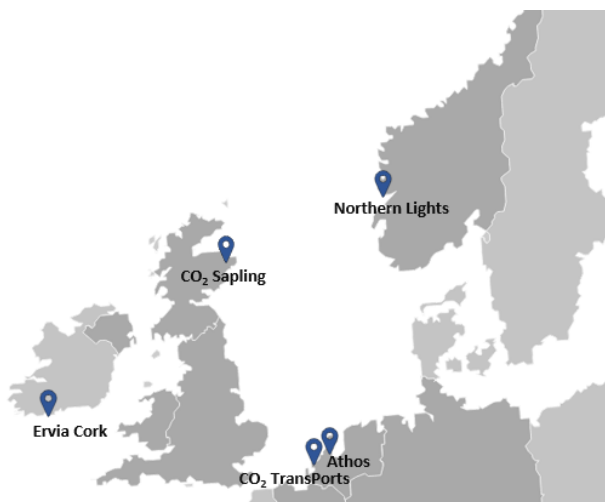 Northern Lights
CO₂ Sapling
Ervia Cork
Athos
CO₂ TransPorts